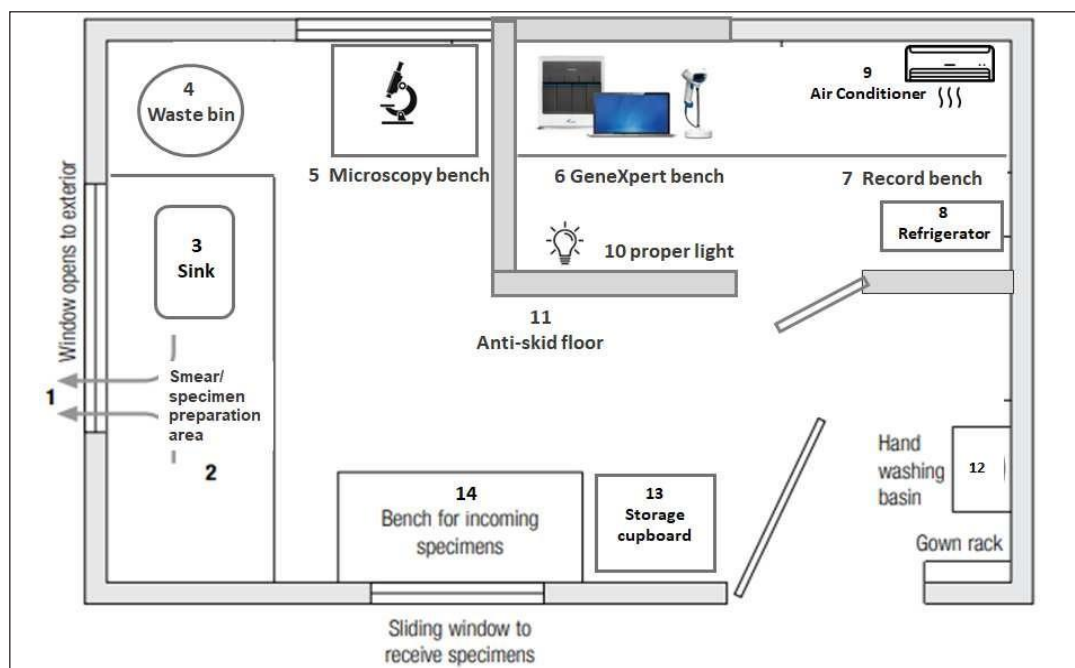 4
Waste bin
9
Air Conditioner
5 Microscopy bench
6 GeneXpert bench
7 Record bench
8
Refrigerator
Window opens to exterior
3
Sink
10 proper light
11
Anti-skid floor
1
Smear/
specimen
preparation
area
2
Hand
washing
basin
12
14
Bench for incoming
specimens
13
Storage
cupboard
Gown rack
Sliding window to
receive specimens